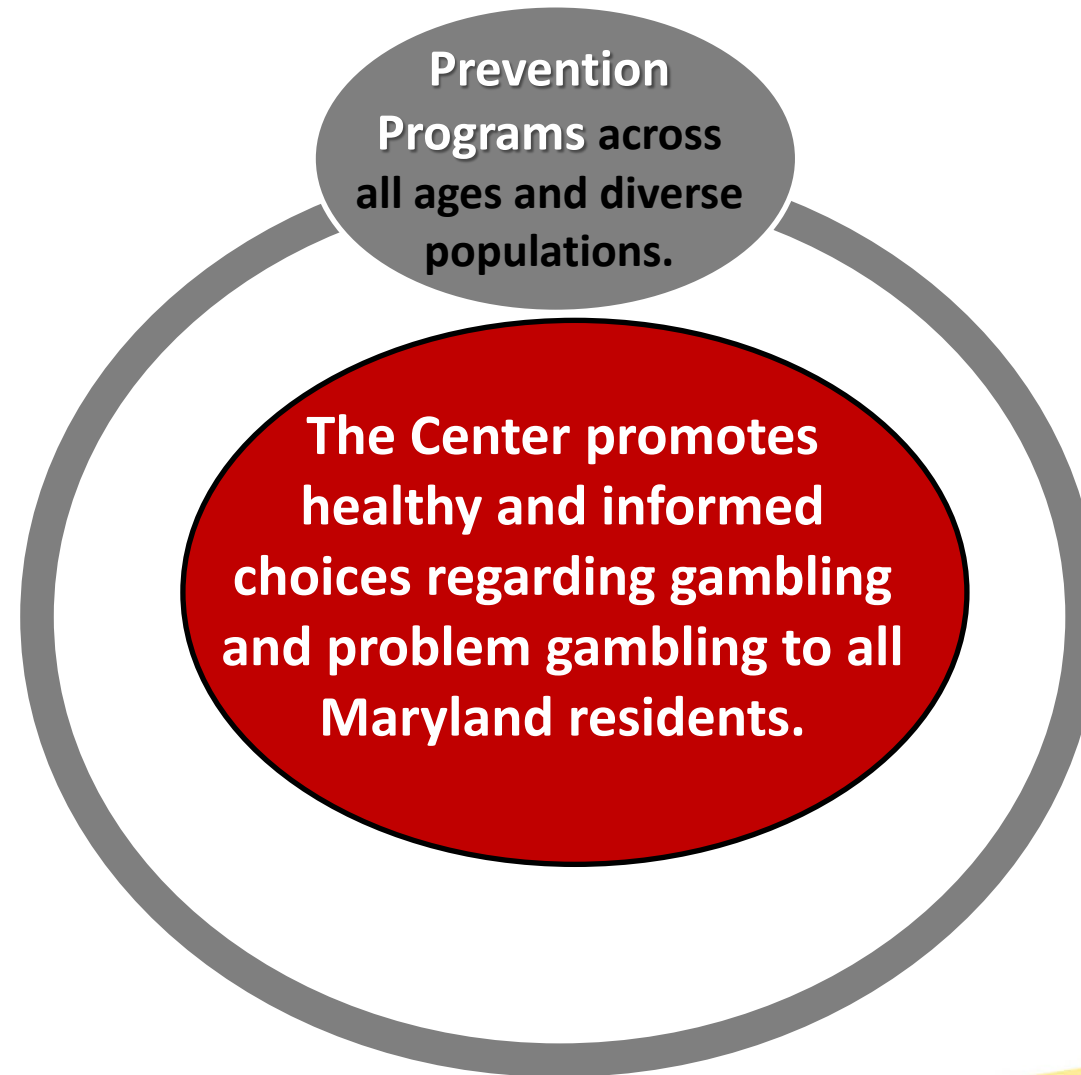 Prevention
Programs across
all ages and diverse
populations.
The Center promotes
healthy and informed
choices regarding gambling
and problem gambling to all
Maryland residents.